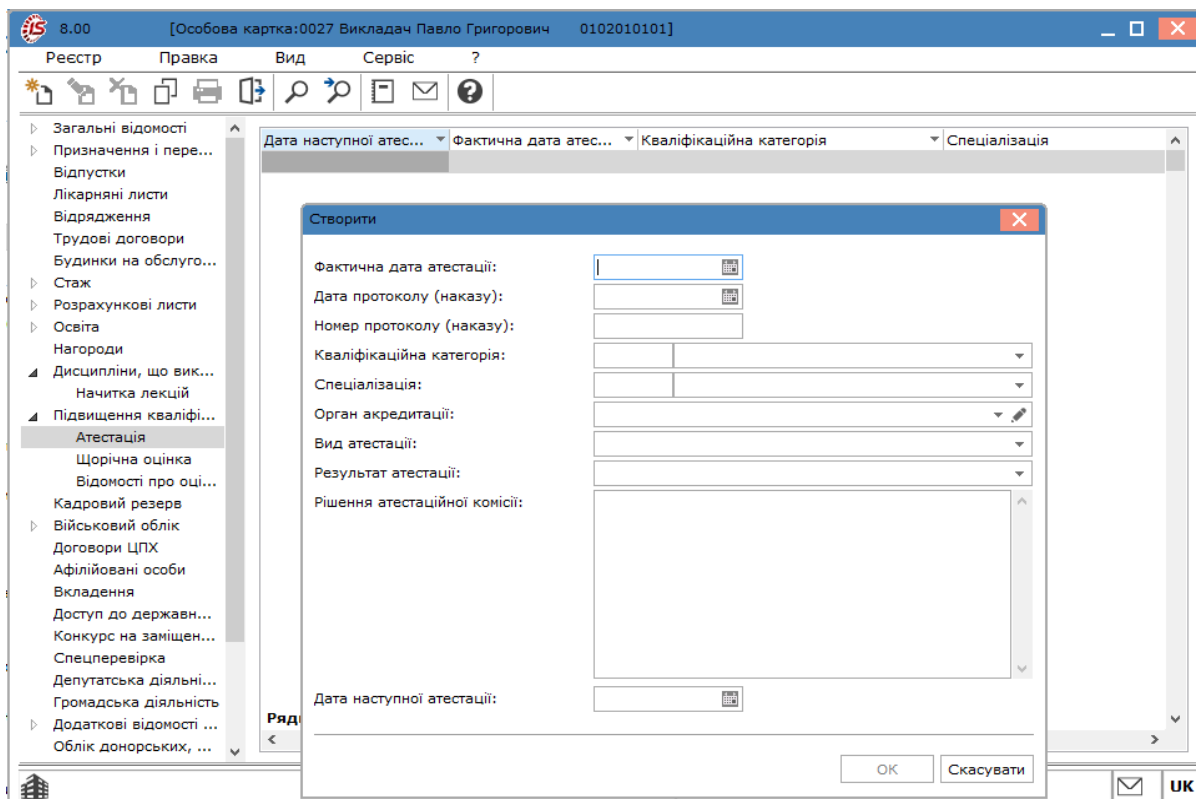 iS 8.00 [Особова картка:0027 Викладач Павло Григорович 0102010101]
Реєстр Правка Вид Сервіс ?
Загальні відомості
Призначення і пере...
Відпустки
Лікарняні листи
Відрядження
Трудові договори
Будинки на обслуго...
Стаж
Розрахункові листи
Освіта
Нагороди
Дисципліни, що вик...
Начитка лекцій
Підвищення кваліфі...
Атестація
Щорічна оцінка
Відомості про оці...
Кадровий резерв
Військовий облік
Договори ЦПХ
Афілійовані особи
Вкладення
Доступ до державн...
Конкурс на заміщен...
Спецперевірка
Депутатська діяльні...
Громадська діяльність
Додаткові відомості ...
Облік донорських, ...
Дата наступної атес... Фактична дата атес... Кваліфікаційна категорія Спеціалізація
Створити
Фактична дата атестації:
Дата протоколу (наказу):
Номер протоколу (наказу):
Кваліфікаційна категорія:
Спеціалізація:
Орган акредитації:
Вид атестації:
Результат атестації:
Рішення атестаційної комісії:
Дата наступної атестації:
OK Скасувати
UK